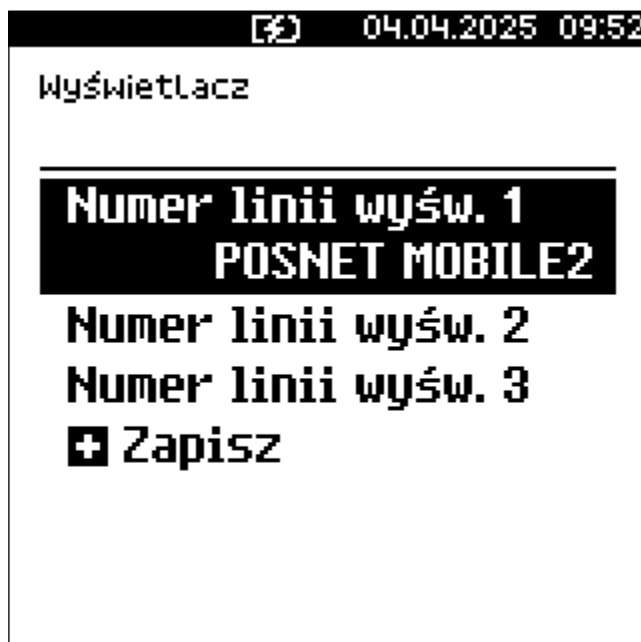 04.04.2025 09:52
Wyświetlacz
Numer linii wyśw. 1
POSNET MOBILE2
Numer linii wyśw. 2
Numer linii wyśw. 3
Zapisz